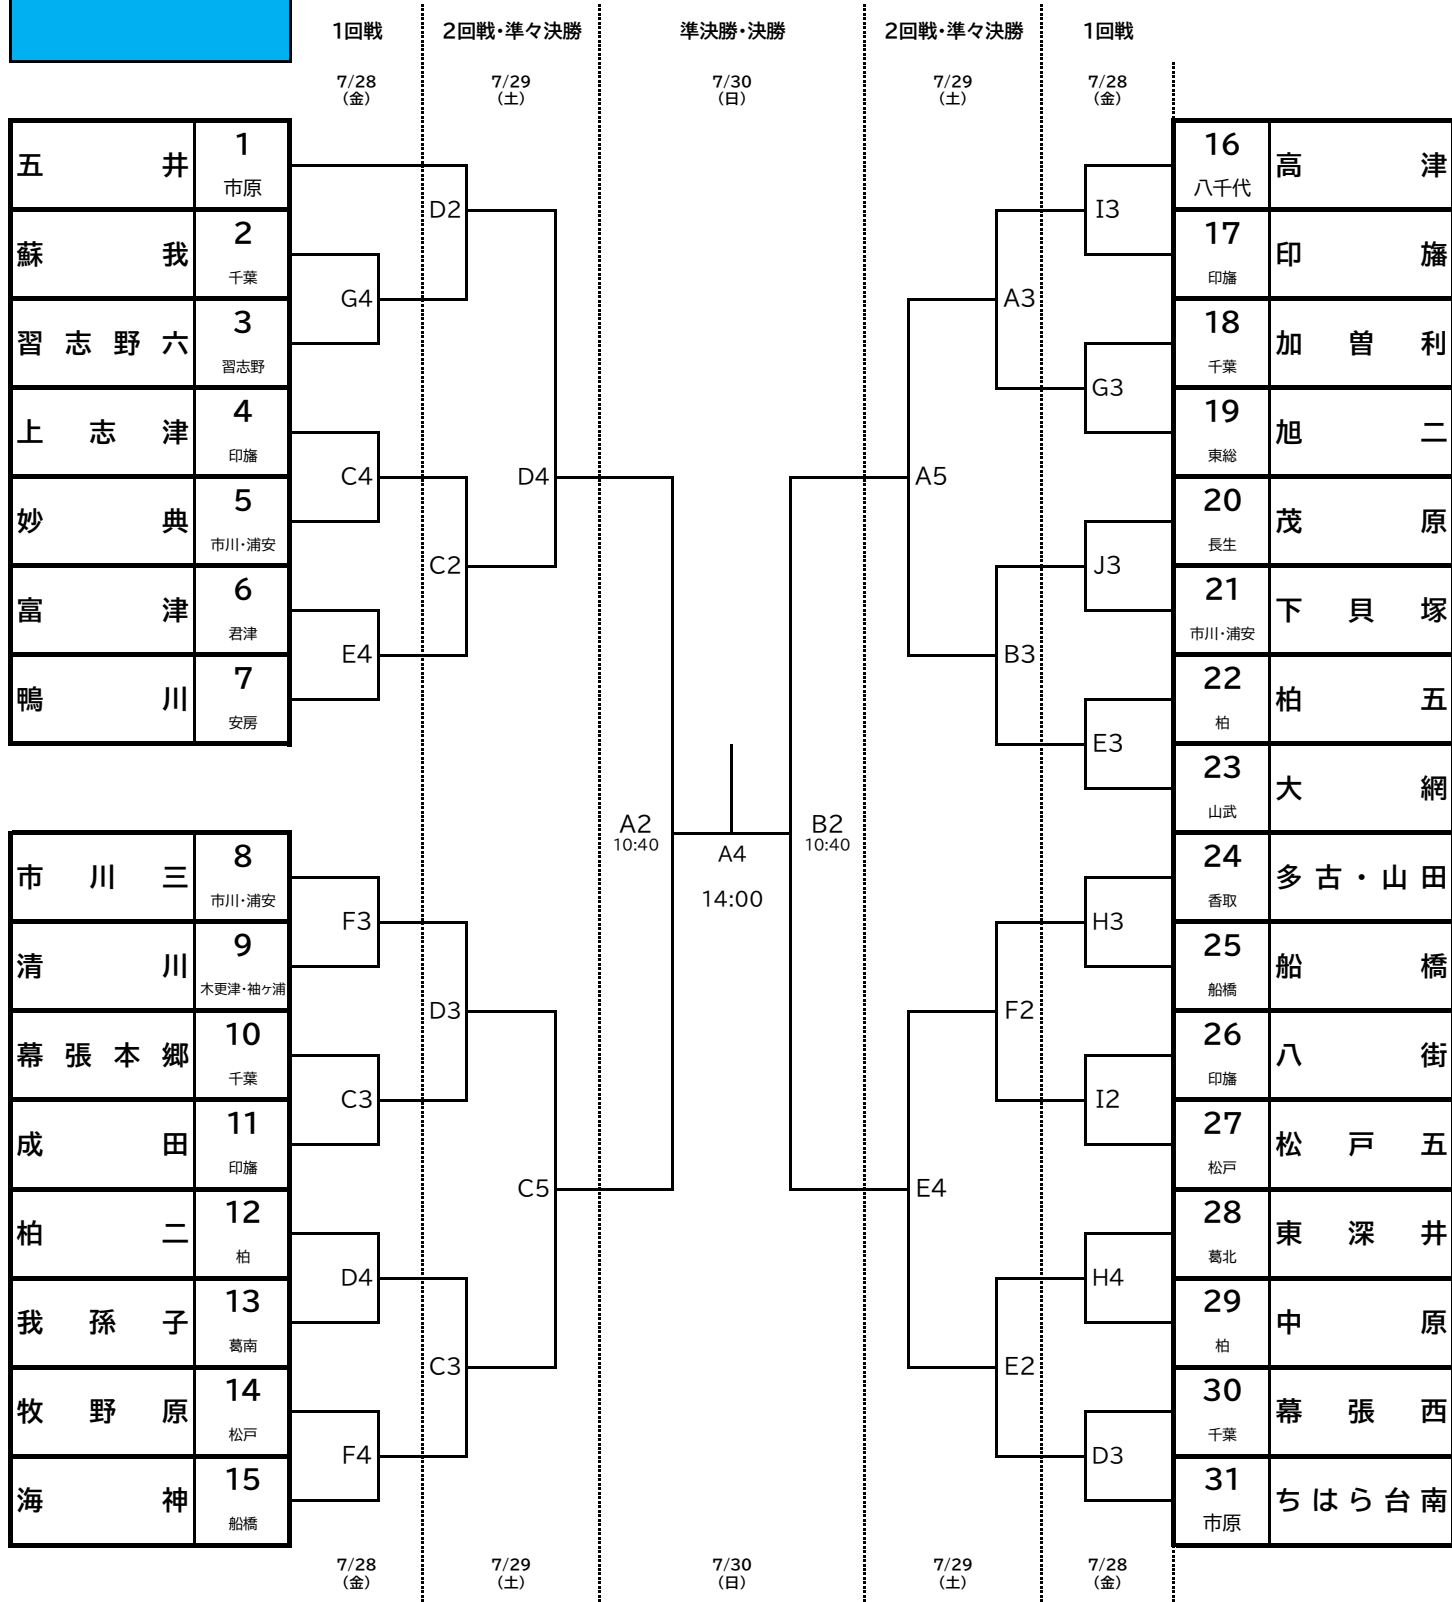 1回戦 2回戦・準々決勝 準決勝・決勝 2回戦・準々決勝 1回戦
7/28 7/29 7/30 7/29 7/28
(金) (土) (日) (土) (金)
五井 1 市原
蘇我 2 千葉
習志野六 3 習志野
上志津 4 印旛
妙典 5 市川・浦安
富津 6 君津
鴨川 7 安房
市川三 8 市川・浦安
清川 9 木更津・袖ヶ浦
幕張本郷 10 千葉
成田 11 印旛
柏二 12 柏
我孫子 13 葛南
牧野原 14 松戸
海神 15 船橋
G4
C4
E4
F3
C3
D4
F4
D2
C2
D3
C3
D4
C5
A2
10:40
A4
14:00
B2
10:40
A5
E4
A3
B3
F2
E2
I3
G3
J3
E3
H3
I2
H4
D3
16 八千代 高津
17 印旛 印旛
18 千葉 加曽利
19 東総 旭二
20 長生 茂原
21 市川・浦安 下貝塚
22 柏 柏五
23 山武 大網
24 香取 多古・山田
25 船橋 船橋
26 印旛 八街
27 松戸 松戸五
28 葛北 東深井
29 柏 中原
30 千葉 幕張西
31 市原 ちはら台南
7/28 7/29 7/30 7/29 7/28
(金) (土) (日) (土) (金)